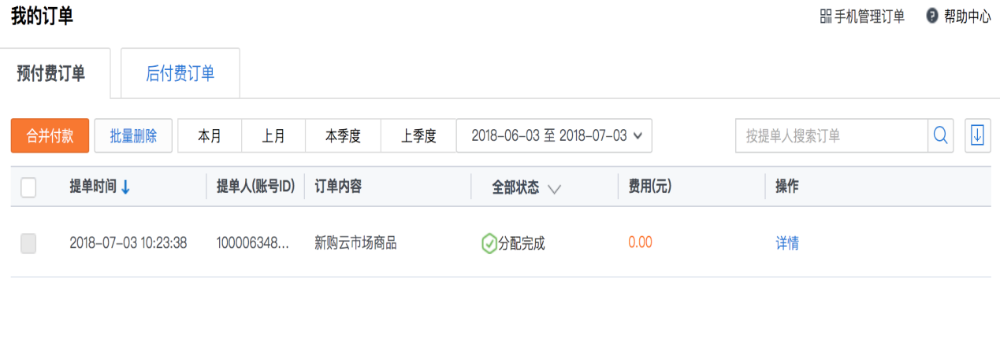 我的订单
手机管理订单 帮助中心
预付费订单 后付费订单
合并付款 批量删除 本月 上月 本季度 上季度 2018-06-03 至 2018-07-03 按提单人搜索订单
提单时间 提单人(账号ID) 订单内容 全部状态 费用(元) 操作
2018-07-03 10:23:38 100006348... 新购云市场商品 分配完成 0.00 详情